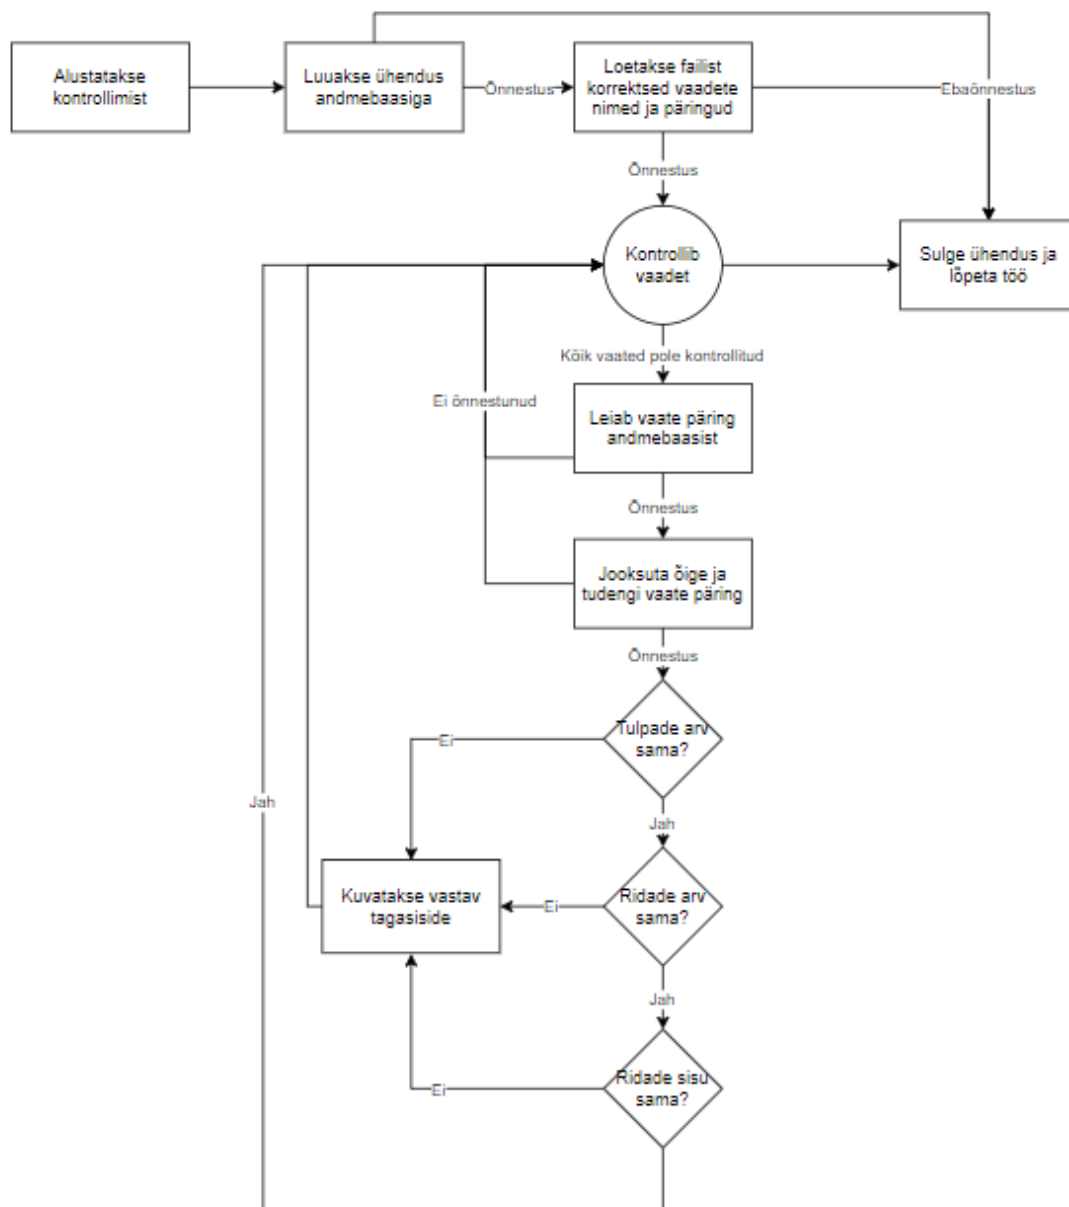 Alustatakse
kontrollimist
Luuakse ühendus
andmebaasiga
Õnnestus
Loetakse failist
korrektsed vaadete
nimed ja päringud
Ebaõnnestus
Õnnestus
Kontrollib
vaadet
Sulge ühendus ja
lõpeta töö
Kõik vaated pole kontrollitud
Ei õnnestunud
Leiab vaate päring
andmebaasist
Õnnestus
Jooksuta õige ja
tudengi vaate päring
Õnnestus
Tulpade arv
sama?
Ei
Jah
Jah
Kuvatakse vastav
tagasiside
Ei
Ridade arv
sama?
Jah
Ridade sisu
sama?
Ei